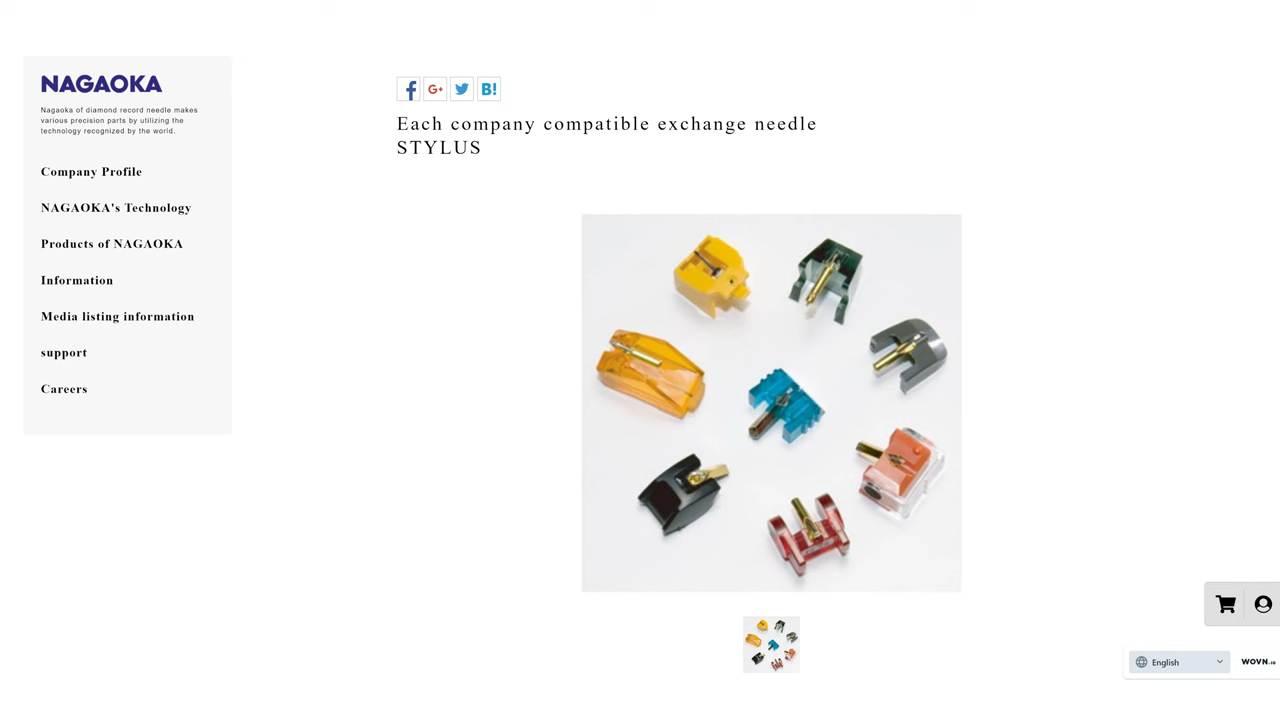 NAGAOKA
Nagaoka of diamond record needle makes
various precision parts by utilizing the
technology recognized by the world.
Company Profile
NAGAOKA's Technology
Products of NAGAOKA
Information
Media listing information
support
Careers
f
G+
B!
Each company compatible exchange needle
STYLUS
English
WOVN.io